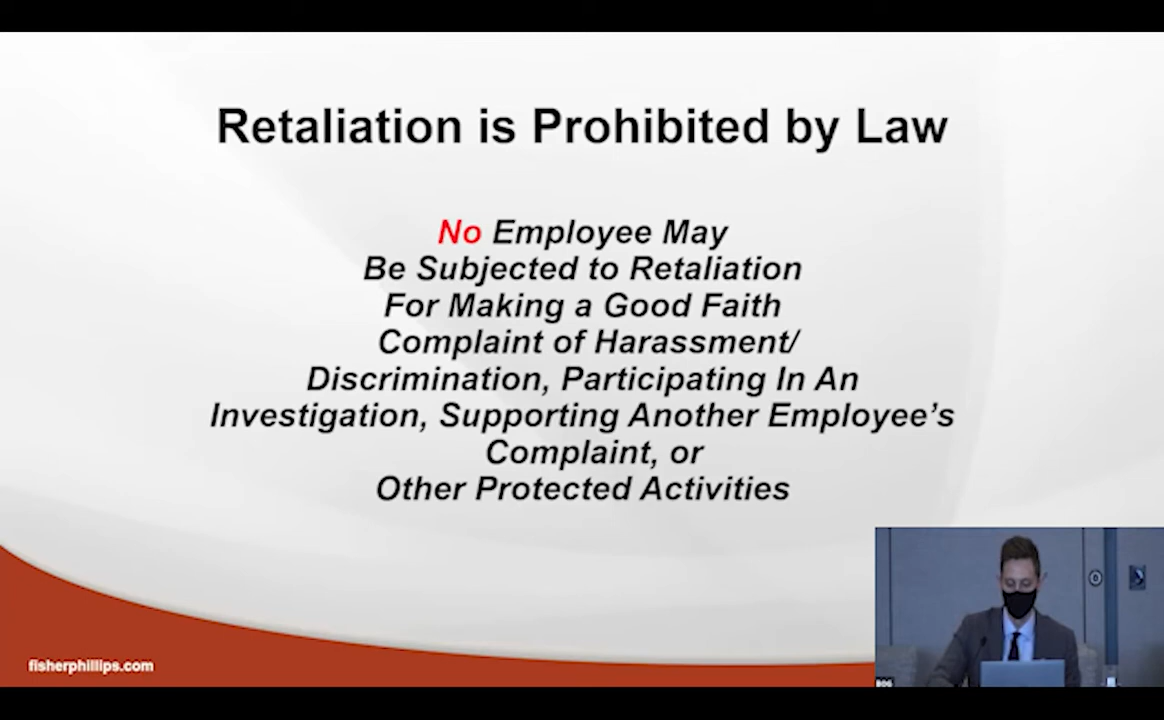 Retaliation is Prohibited by Law
No Employee May
Be Subjected to Retaliation
For Making a Good Faith
Complaint of Harassment/
Discrimination, Participating In An
Investigation, Supporting Another Employee’s
Complaint, or
Other Protected Activities
fisherphillips.com